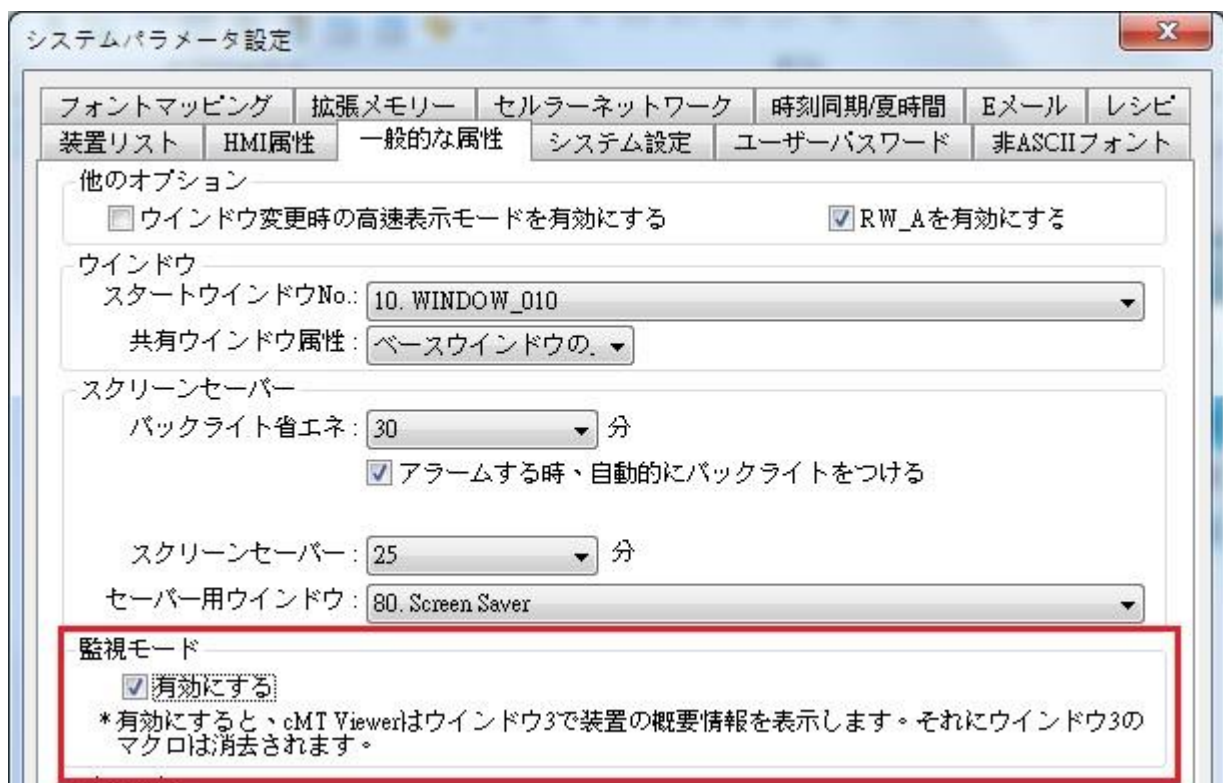 システムパラメータ設定
フォントマッピング 拡張メモリー セルラーネットワーク 時刻同期/夏時間 Eメール レシピ
装置リスト HMI属性 一般的な属性 システム設定 ユーザーパスワード 非ASCIIフォント
他のオプション
ウインドウ変更時の高速表示モードを有効にする RW_Aを有効にする
ウインドウ
スタートウインドウNo.: 10. WINDOW_010
共有ウインドウ属性 : ベースウインドウの.
スクリーンセーバー
バックライト省エネ : 30 分
アラームする時、自動的にバックライトをつける
スクリーンセーバー : 25 分
セーバー用ウインドウ : 80. Screen Saver
監視モード
有効にする
*有効にすると、cMT Viewerはウインドウ3で装置の概要情報を表示します。それにウインドウ3の
マクロは消去されます。